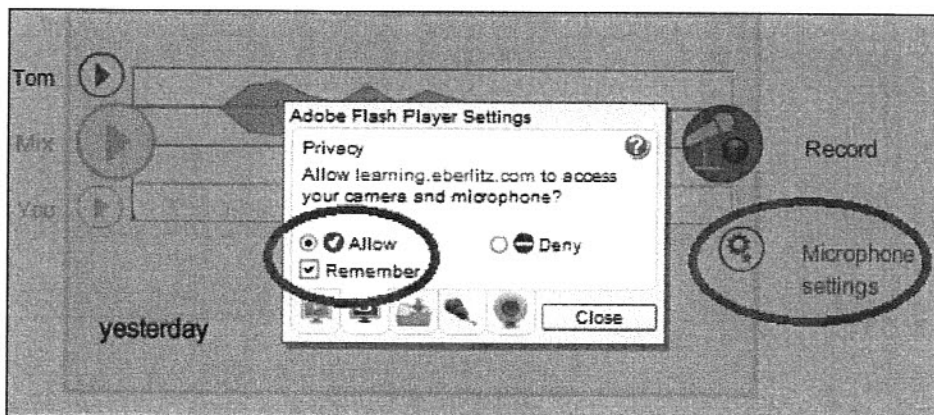 Tom
Mix
You
Adobe Flash Player Settings
Privacy
Allow learning.eberlitz.com to access
your camera and microphone?
Allow
Deny
Remember
Close
Record
Microphone
settings
yesterday